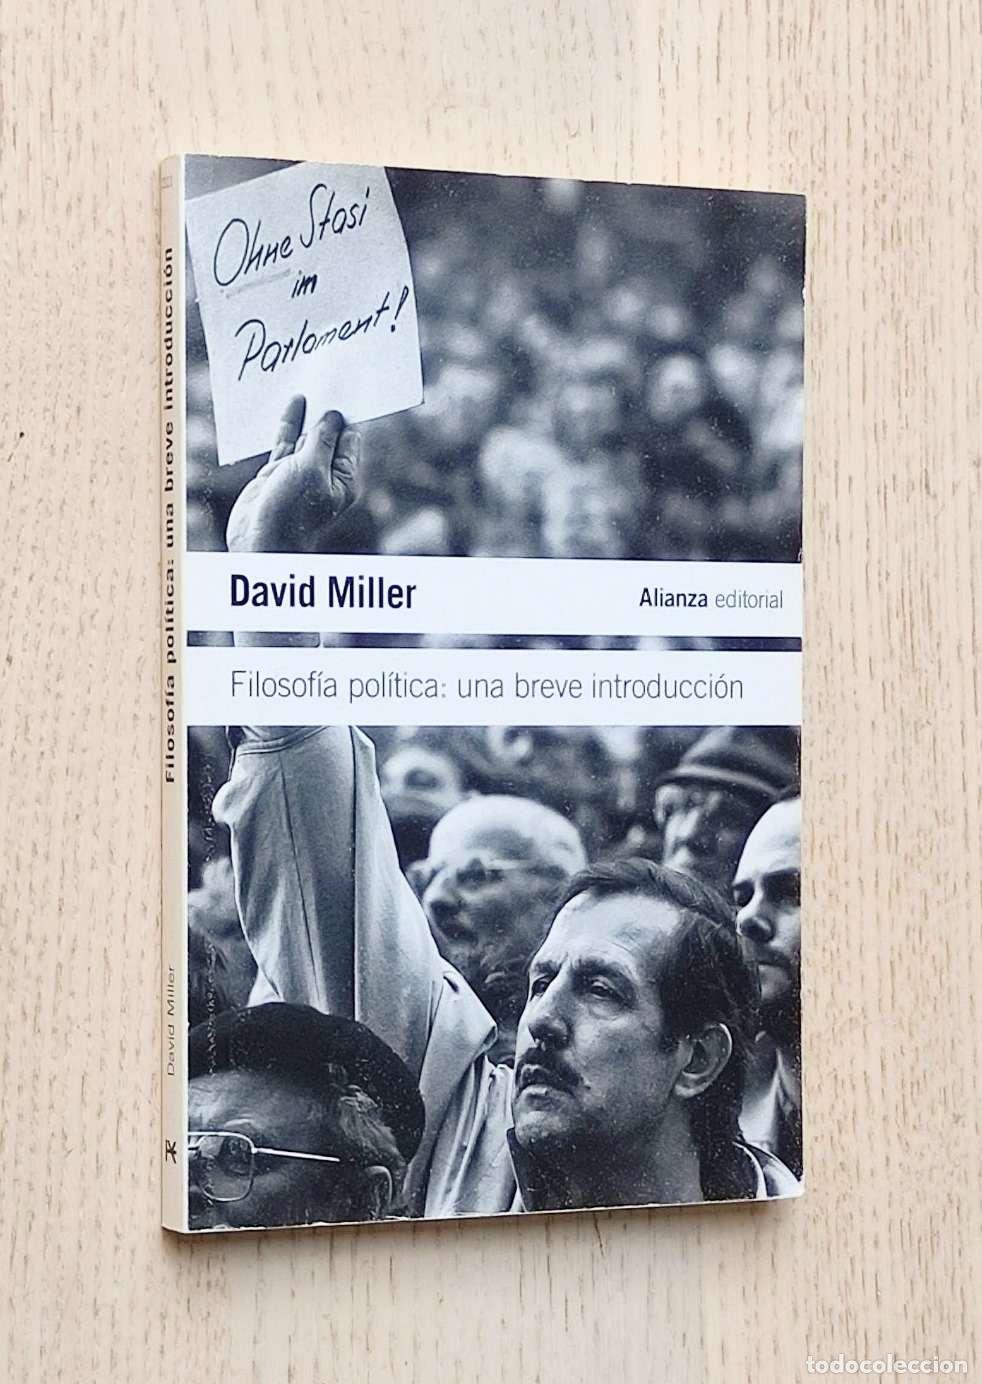 Ohne Stasi
im
Parlament!
David Miller
Alianza editorial
Filosofía política: una breve introducción
Filosofía política: una breve introducción
David Miller
todocoleccion